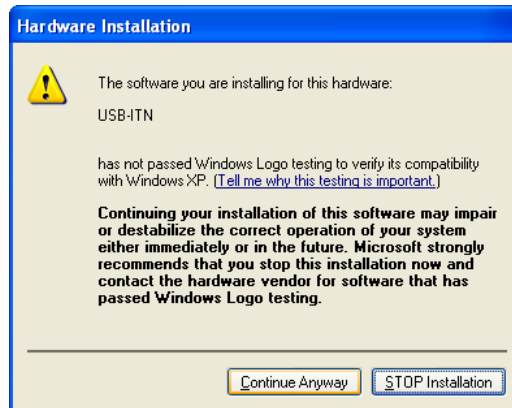 Hardware Installation
The software you are installing for this hardware:
USB-ITN
has not passed Windows Logo testing to verify its compatibility
with Windows XP. (Tell me why this testing is important.)
Continuing your installation of this software may impair
or destabilize the correct operation of your system
either immediately or in the future. Microsoft strongly
recommends that you stop this installation now and
contact the hardware vendor for software that has
passed Windows Logo testing.
Continue Anyway
STOP Installation